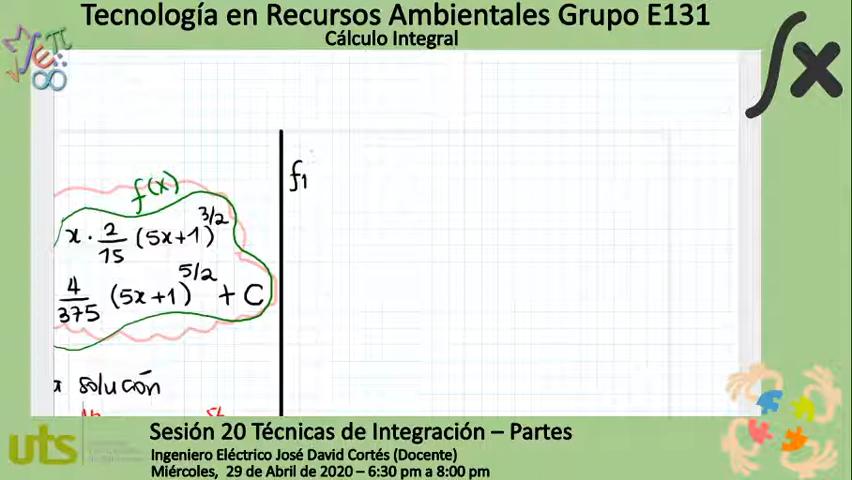 Tecnología en Recursos Ambientales Grupo E131
Cálculo Integral
∫x
f(x)
x · 2/15 (5x+1)^3/2
4/375 (5x+1)^5/2 + C
f1
a solución
uts
Sesión 20 Técnicas de Integración – Partes
Ingeniero Eléctrico José David Cortés (Docente)
Miércoles, 29 de Abril de 2020 – 6:30 pm a 8:00 pm